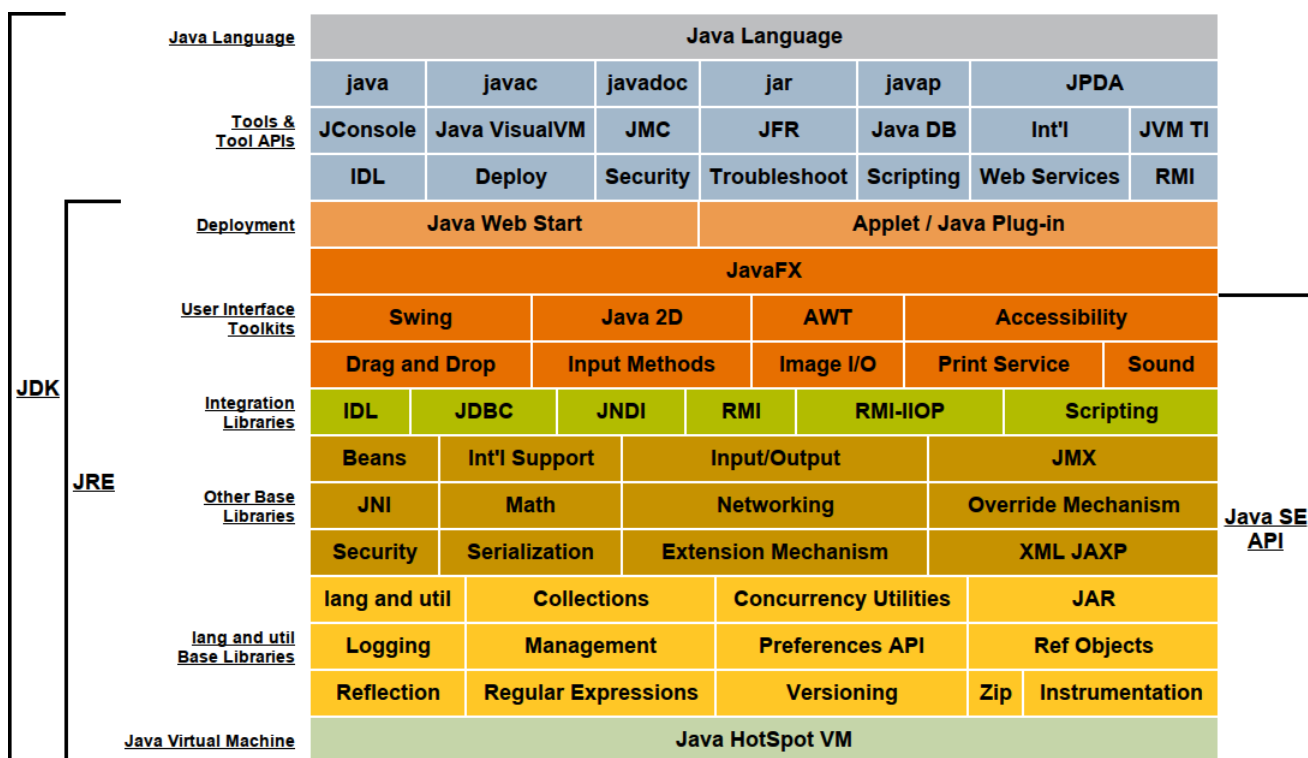 Java Language Java Language
java javac javadoc jar javap JPDA
Tools &
Tool APIs
JConsole Java VisualVM JMC JFR Java DB Int'l JVM TI
IDL Deploy Security Troubleshoot Scripting Web Services RMI
Deployment Java Web Start Applet / Java Plug-in
JavaFX
User Interface
Toolkits
Swing Java 2D AWT Accessibility
Drag and Drop Input Methods Image I/O Print Service Sound
JDK
Integration
Libraries
IDL JDBC JNDI RMI RMI-IIOP Scripting
Beans Int'l Support Input/Output JMX
JRE
Other Base
Libraries
JNI Math Networking Override Mechanism
Java SE
API
Security Serialization Extension Mechanism XML JAXP
lang and util Collections Concurrency Utilities JAR
lang and util
Base Libraries
Logging Management Preferences API Ref Objects
Reflection Regular Expressions Versioning Zip Instrumentation
Java Virtual Machine Java HotSpot VM